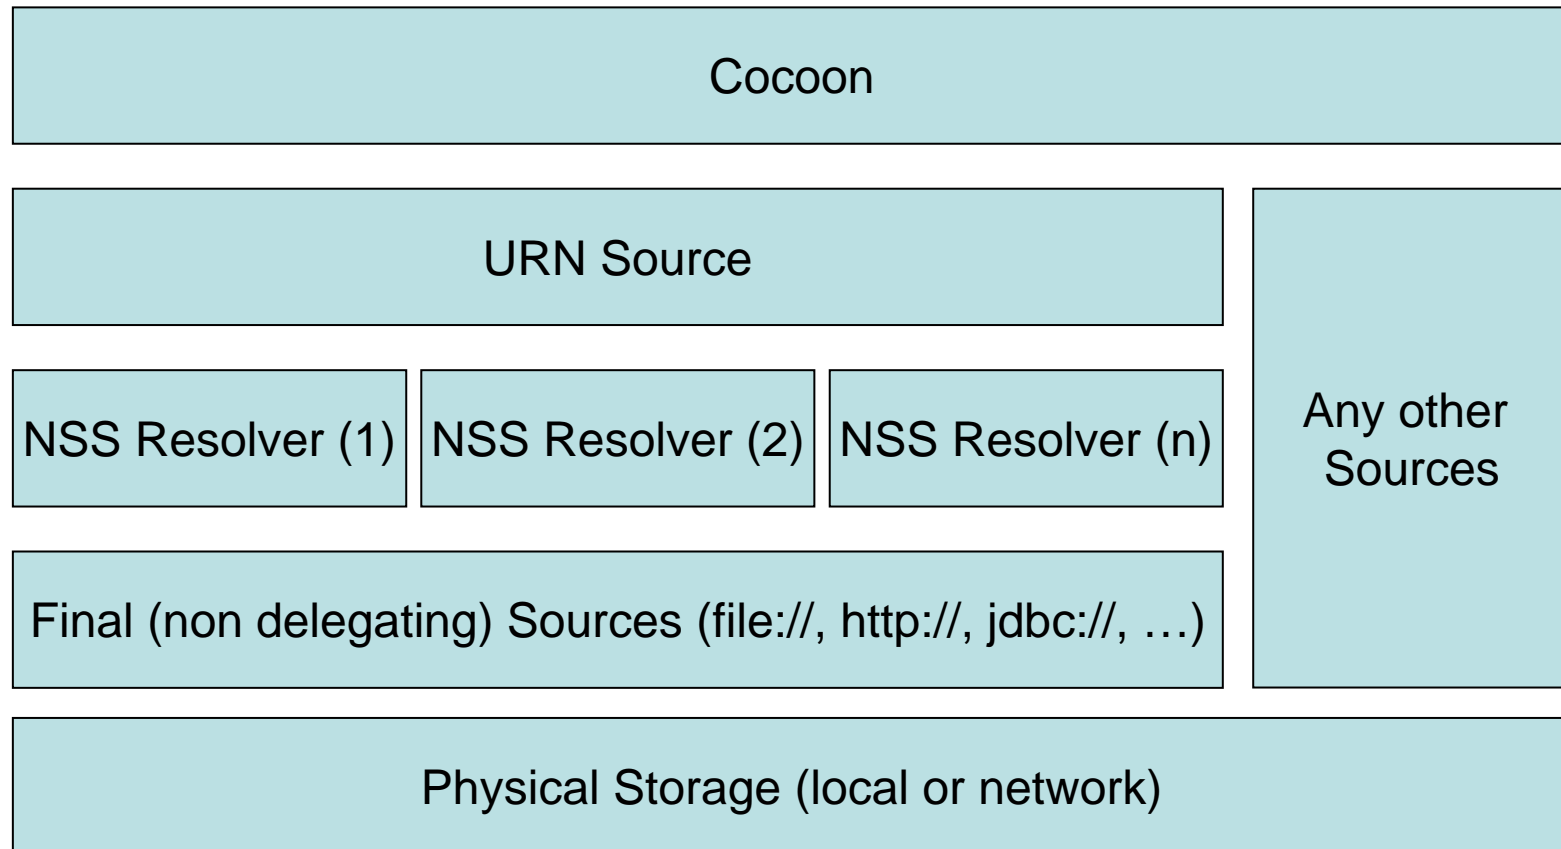 Cocoon
URN Source
NSS Resolver (1)
NSS Resolver (2)
NSS Resolver (n)
Any other
Sources
Final (non delegating) Sources (file://, http://, jdbc://, …)
Physical Storage (local or network)